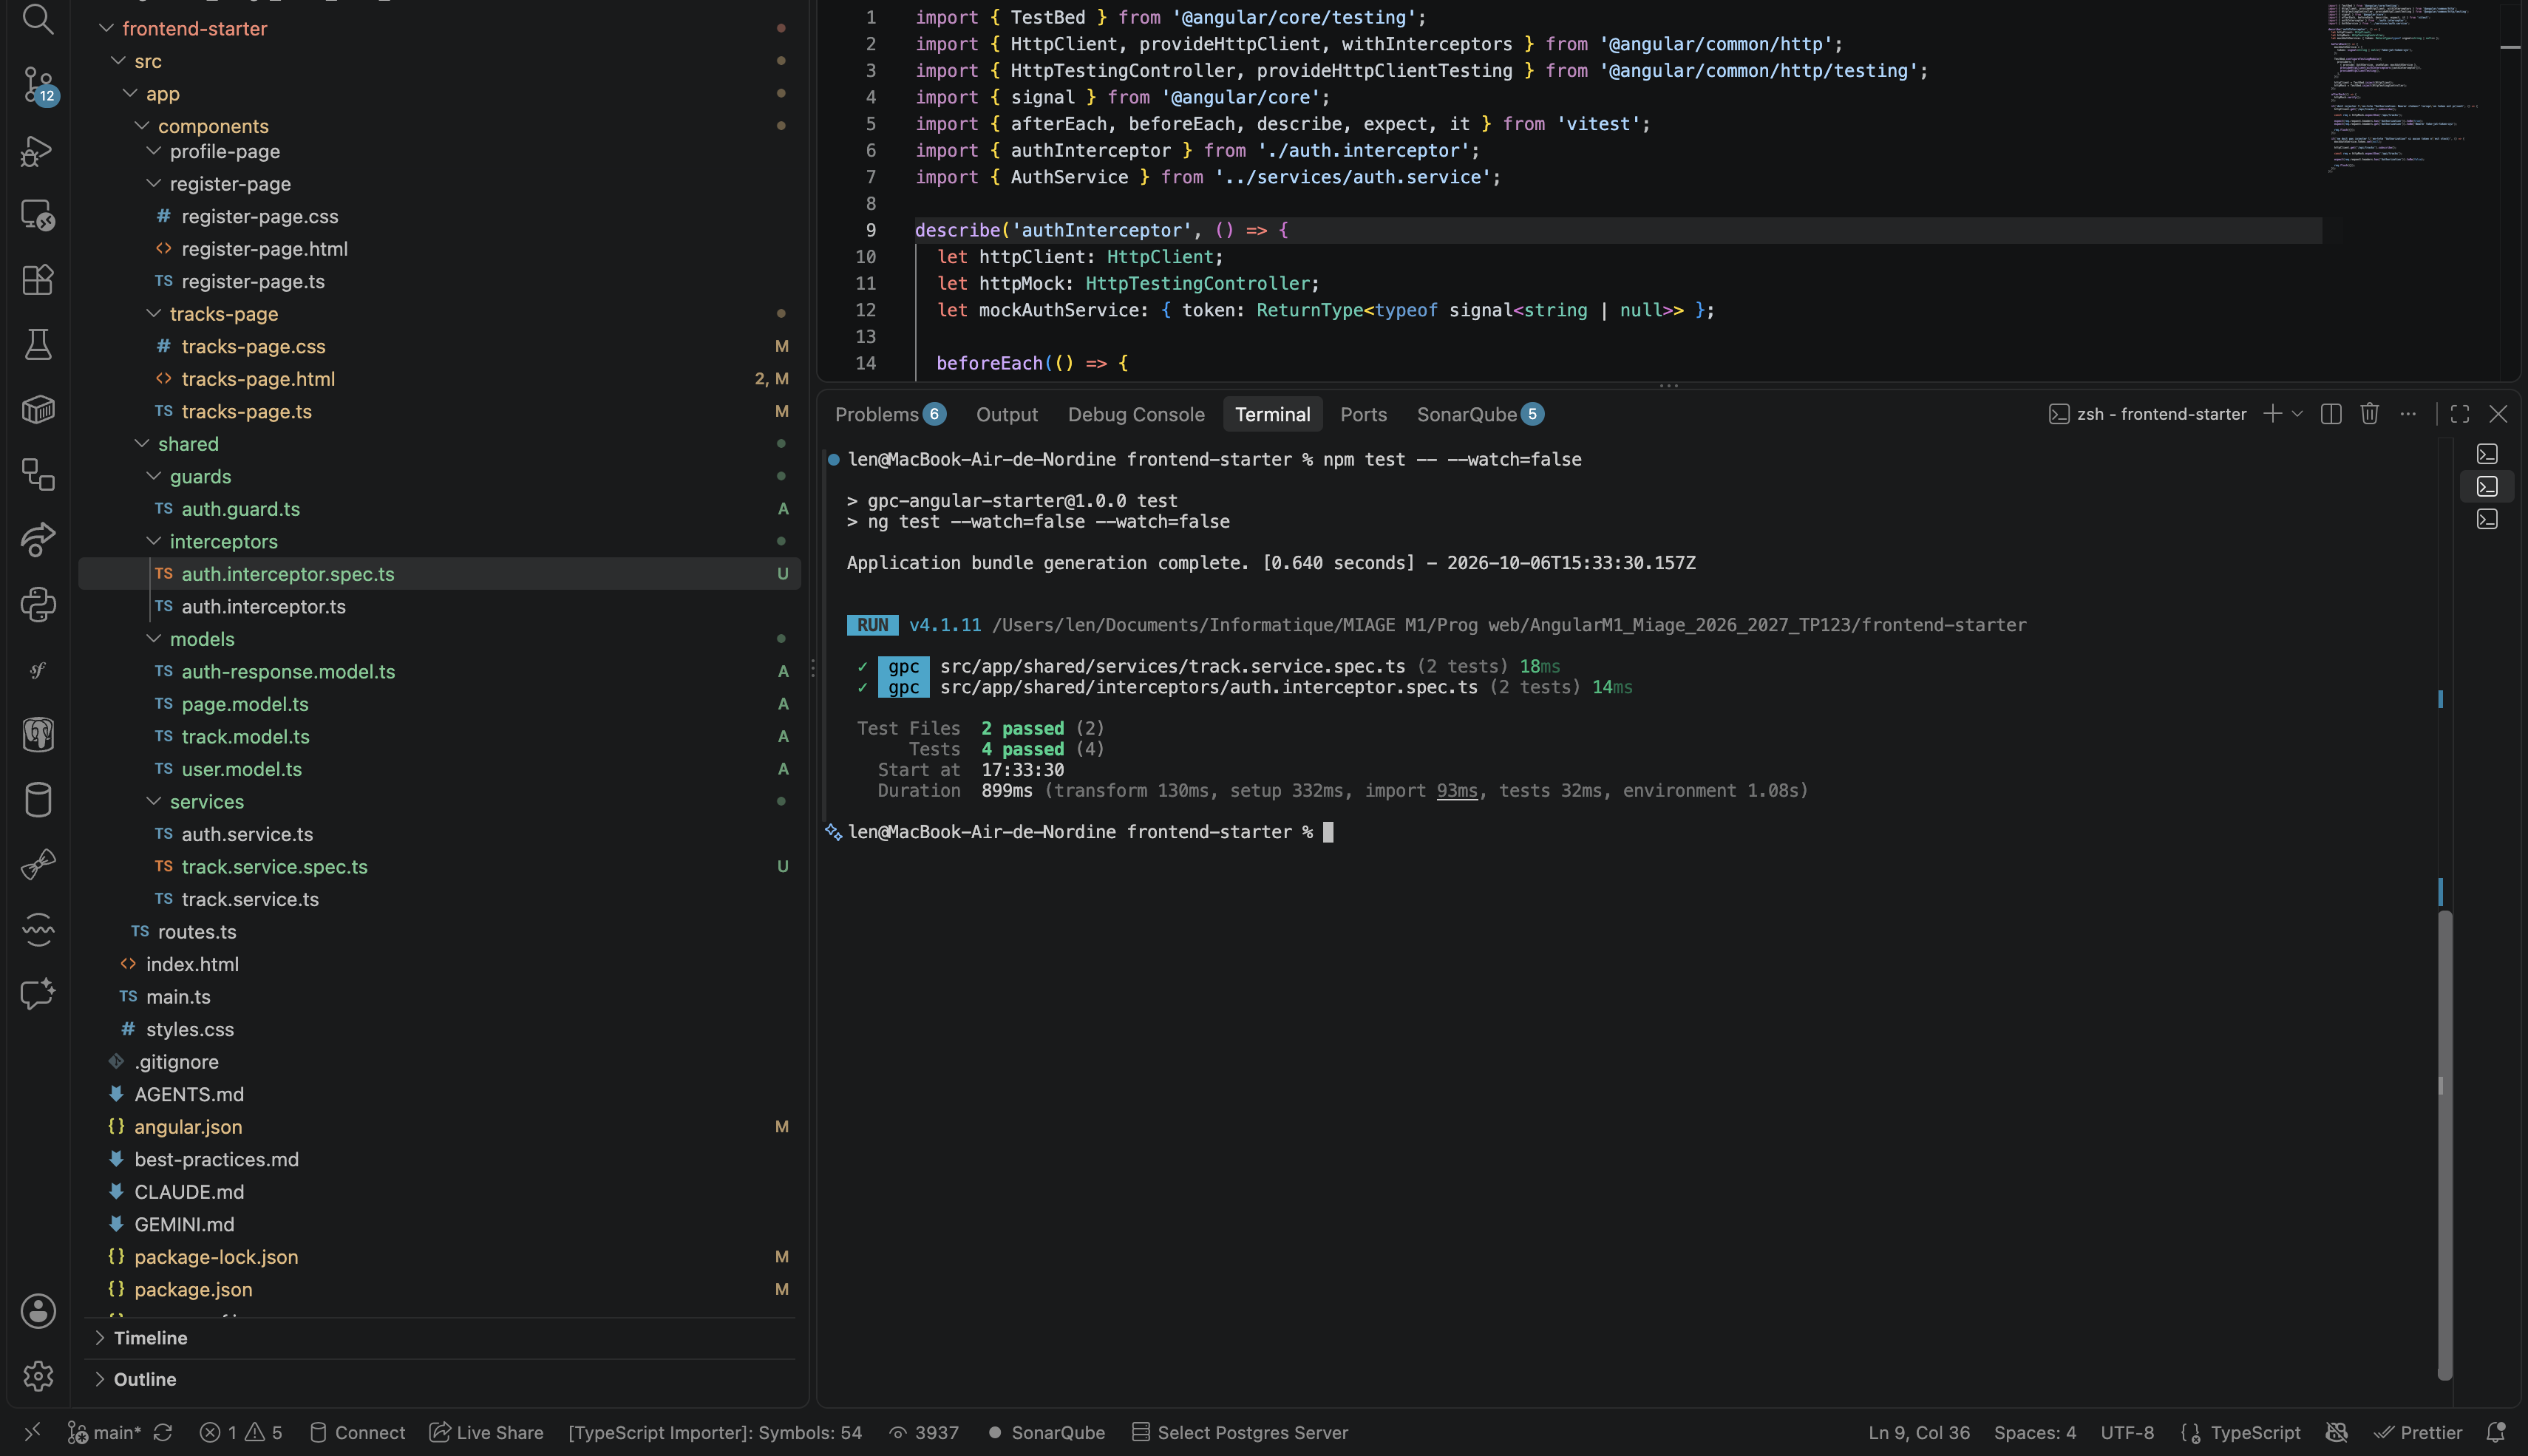 12
frontend-starter
src
app
components
profile-page
register-page
# register-page.css
<> register-page.html
TS register-page.ts
tracks-page
# tracks-page.css M
<> tracks-page.html 2, M
TS tracks-page.ts M
shared
guards
TS auth.guard.ts A
interceptors
TS auth.interceptor.spec.ts U
TS auth.interceptor.ts
models
TS auth-response.model.ts A
TS page.model.ts A
TS track.model.ts A
TS user.model.ts A
services
TS auth.service.ts
TS track.service.spec.ts U
TS track.service.ts
TS routes.ts
<> index.html
TS main.ts
# styles.css
.gitignore
AGENTS.md
{} angular.json M
best-practices.md
CLAUDE.md
GEMINI.md
{} package-lock.json M
{} package.json M
Timeline
Outline
1 import { TestBed } from '@angular/core/testing';
2 import { HttpClient, provideHttpClient, withInterceptors } from '@angular/common/http';
3 import { HttpTestingController, provideHttpClientTesting } from '@angular/common/http/testing';
4 import { signal } from '@angular/core';
5 import { afterEach, beforeEach, describe, expect, it } from 'vitest';
6 import { authInterceptor } from './auth.interceptor';
7 import { AuthService } from '../services/auth.service';
8
9 describe('authInterceptor', () => {
10 let httpClient: HttpClient;
11 let httpMock: HttpTestingController;
12 let mockAuthService: { token: ReturnType<typeof signal<string | null>> };
13
14 beforeEach(() => {
Problems 6 Output Debug Console Terminal Ports SonarQube 5 zsh - frontend-starter
len@MacBook-Air-de-Nordine frontend-starter % npm test -- --watch=false
> gpc-angular-starter@1.0.0 test
> ng test --watch=false --watch=false
Application bundle generation complete. [0.640 seconds] - 2026-10-06T15:33:30.157Z
RUN v4.1.11 /Users/len/Documents/Informatique/MIAGE M1/Prog web/AngularM1_Miage_2026_2027_TP123/frontend-starter
✓ gpc src/app/shared/services/track.service.spec.ts (2 tests) 18ms
✓ gpc src/app/shared/interceptors/auth.interceptor.spec.ts (2 tests) 14ms
Test Files 2 passed (2)
Tests 4 passed (4)
Start at 17:33:30
Duration 899ms (transform 130ms, setup 332ms, import 93ms, tests 32ms, environment 1.08s)
len@MacBook-Air-de-Nordine frontend-starter %
main* 1 5 Connect Live Share [TypeScript Importer]: Symbols: 54 3937 SonarQube Select Postgres Server Ln 9, Col 36 Spaces: 4 UTF-8 TypeScript Prettier